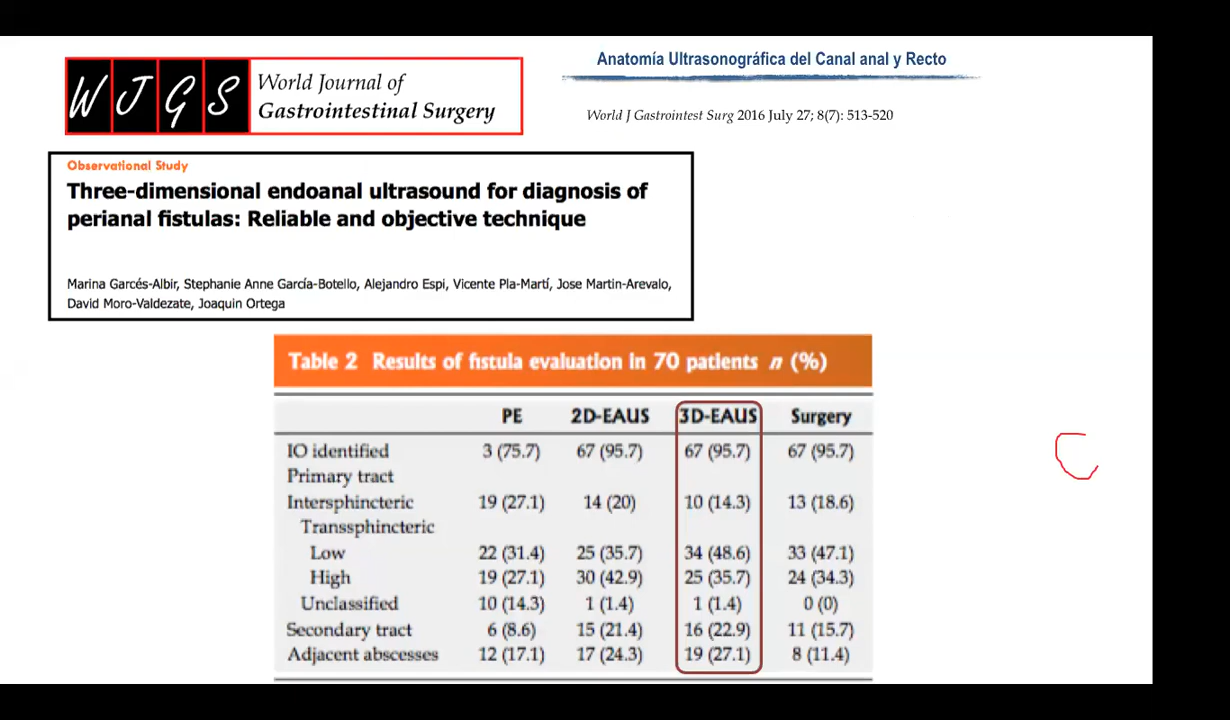 WJGS
World Journal of
Gastrointestinal Surgery
Anatomía Ultrasonográfica del Canal anal y Recto
World J Gastrointest Surg 2016 July 27; 8(7): 513-520
Observational Study
Three-dimensional endoanal ultrasound for diagnosis of
perianal fistulas: Reliable and objective technique
Marina Garcés-Albir, Stephanie Anne García-Botello, Alejandro Espi, Vicente Pla-Martí, Jose Martin-Arevalo,
David Moro-Valdezate, Joaquin Ortega
Table 2 Results of fistula evaluation in 70 patients n (%)
PE 2D-EAUS 3D-EAUS Surgery
IO identified 3 (75.7) 67 (95.7) 67 (95.7) 67 (95.7)
Primary tract
Intersphincteric 19 (27.1) 14 (20) 10 (14.3) 13 (18.6)
Transsphincteric
Low 22 (31.4) 25 (35.7) 34 (48.6) 33 (47.1)
High 19 (27.1) 30 (42.9) 25 (35.7) 24 (34.3)
Unclassified 10 (14.3) 1 (1.4) 1 (1.4) 0 (0)
Secondary tract 6 (8.6) 15 (21.4) 16 (22.9) 11 (15.7)
Adjacent abscesses 12 (17.1) 17 (24.3) 19 (27.1) 8 (11.4)